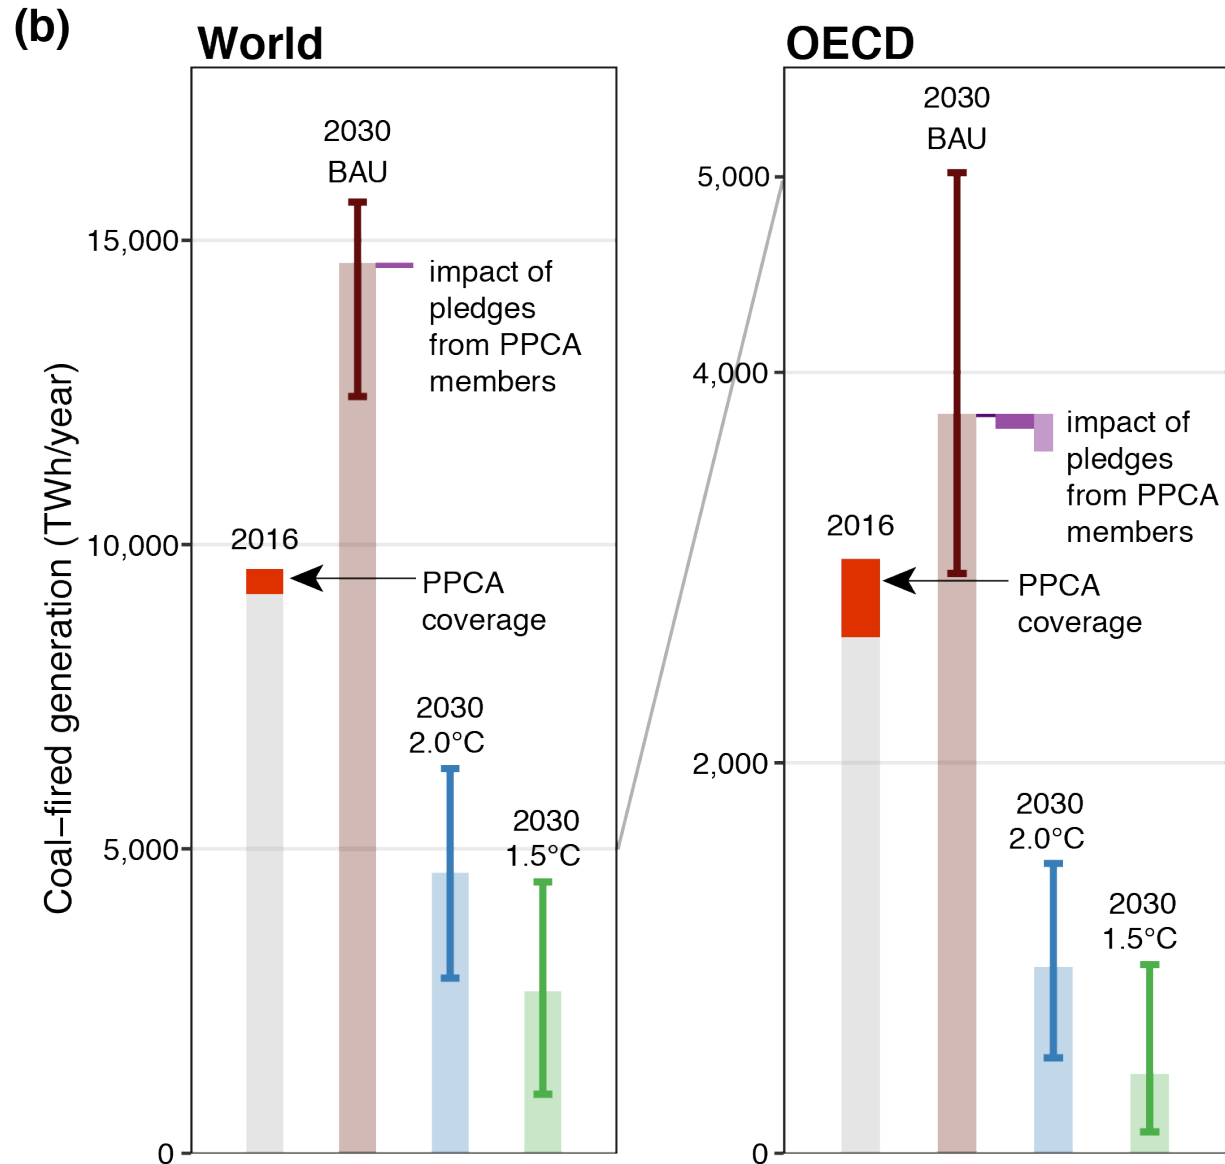 (b)
World
2030
BAU
15,000
impact of
pledges
from PPCA
members
2016
10,000
PPCA
coverage
2030
2.0°C
2030
1.5°C
5,000
0
Coal–fired generation (TWh/year)
OECD
2030
BAU
5,000
4,000
impact of
pledges
from PPCA
members
2016
PPCA
coverage
2,000
2030
2.0°C
2030
1.5°C
0